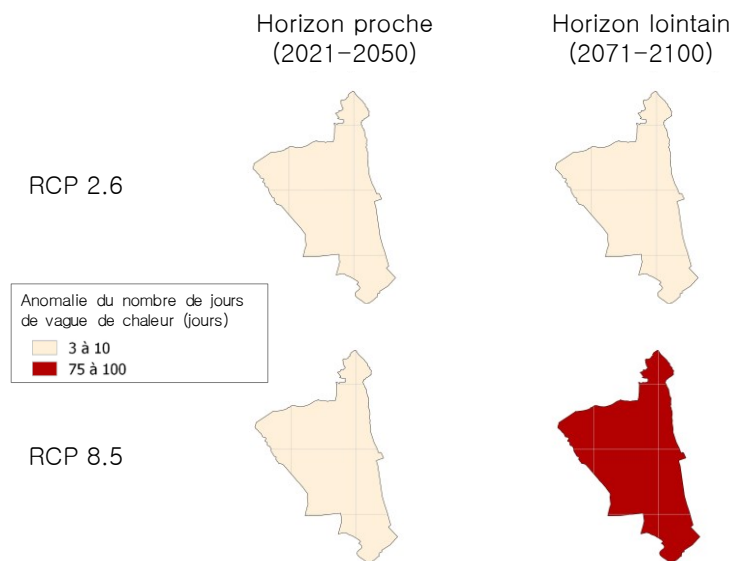 Horizon proche
(2021-2050)
Horizon lointain
(2071-2100)
RCP 2.6
Anomalie du nombre de jours
de vague de chaleur (jours)
3 à 10
75 à 100
RCP 8.5